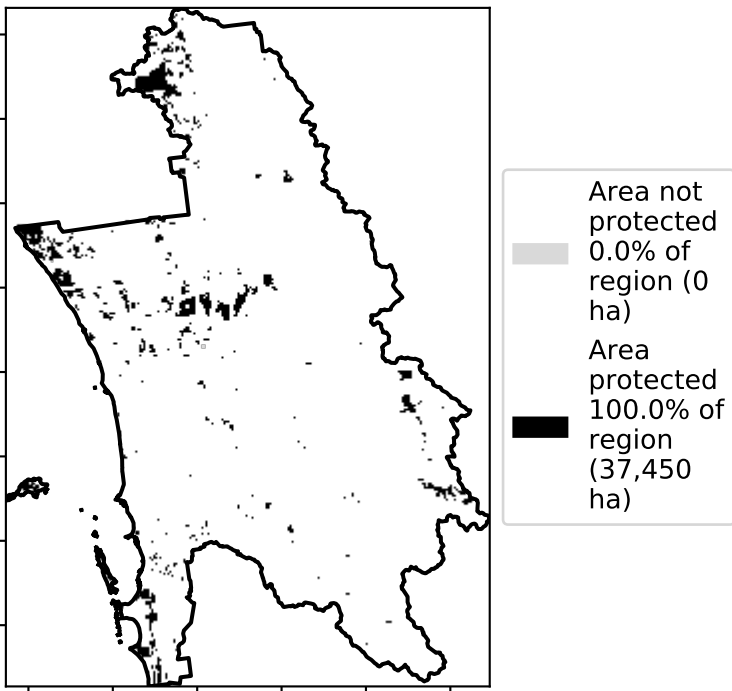 Area not
protected
0.0% of
region (0
ha)
Area
protected
100.0% of
region
(37,450
ha)